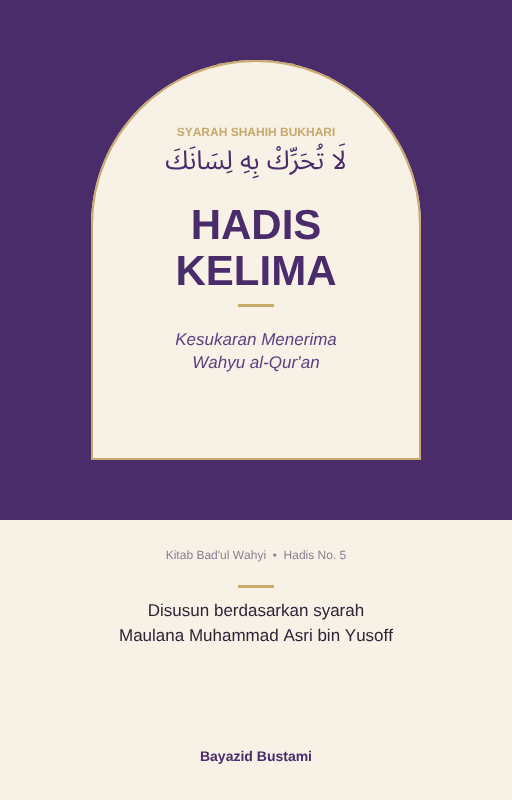 SYARAH SHAHIH BUKHARI
لَا تُحَرِّكْ بِهِ لِسَانَكَ
HADIS
KELIMA
Kesukaran Menerima
Wahyu al-Qur'an
Kitab Bad'ul Wahyi • Hadis No. 5
Disusun berdasarkan syarah
Maulana Muhammad Asri bin Yusoff
Bayazid Bustami